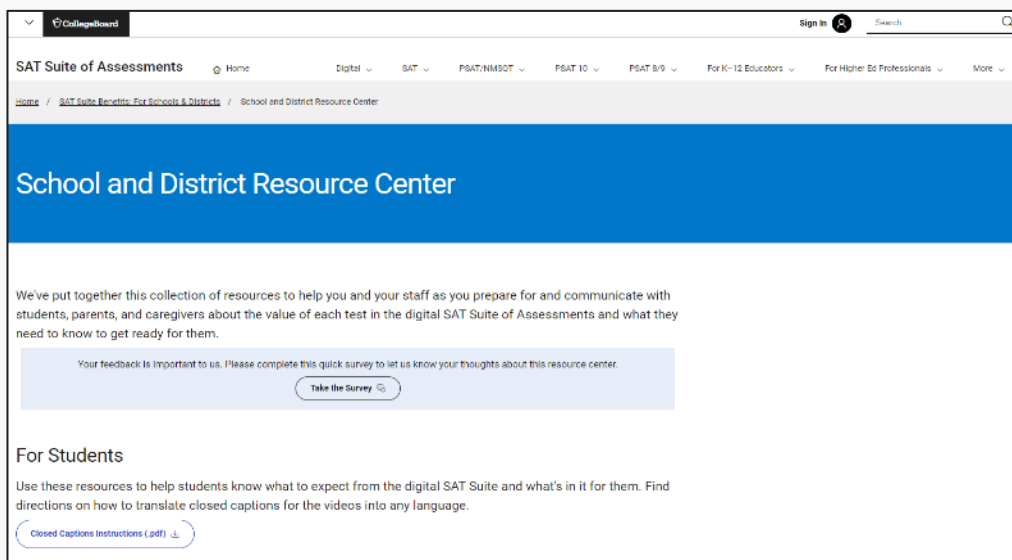 CollegeBoard
Sign In
Search
SAT Suite of Assessments
Home
Digital
SAT
PSAT/NMSQT
PSAT 10
PSAT 8/9
For K–12 Educators
For Higher Ed Professionals
More
Home / SAT Suite Benefits: For Schools & Districts / School and District Resource Center
School and District Resource Center
We've put together this collection of resources to help you and your staff as you prepare for and communicate with
students, parents, and caregivers about the value of each test in the digital SAT Suite of Assessments and what they
need to know to get ready for them.
Your feedback is important to us. Please complete this quick survey to let us know your thoughts about this resource center.
Take the Survey
For Students
Use these resources to help students know what to expect from the digital SAT Suite and what's in it for them. Find
directions on how to translate closed captions for the videos into any language.
Closed Captions Instructions (.pdf)